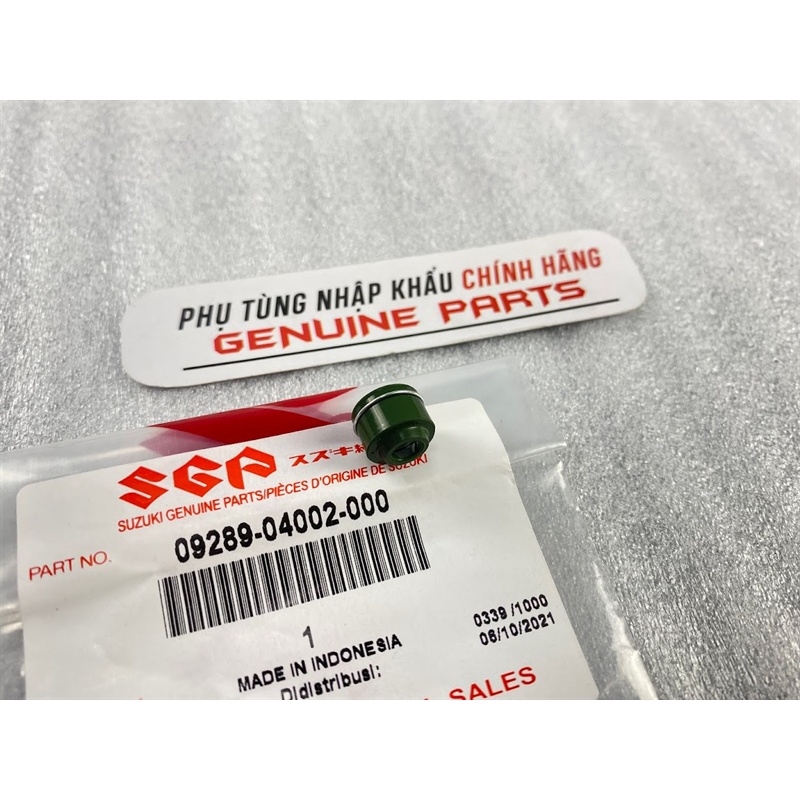 PHỤ TÙNG NHẬP KHẨU CHÍNH HÃNG
GENUINE PARTS
SGP スズキ純
SUZUKI GENUINE PARTS/PIÈCES D'ORIGINE DE SUZUKI
PART NO. 09289-04002-000
1
0339 /1000
MADE IN INDONESIA
06/10/2021
Didistribusi:
SALES